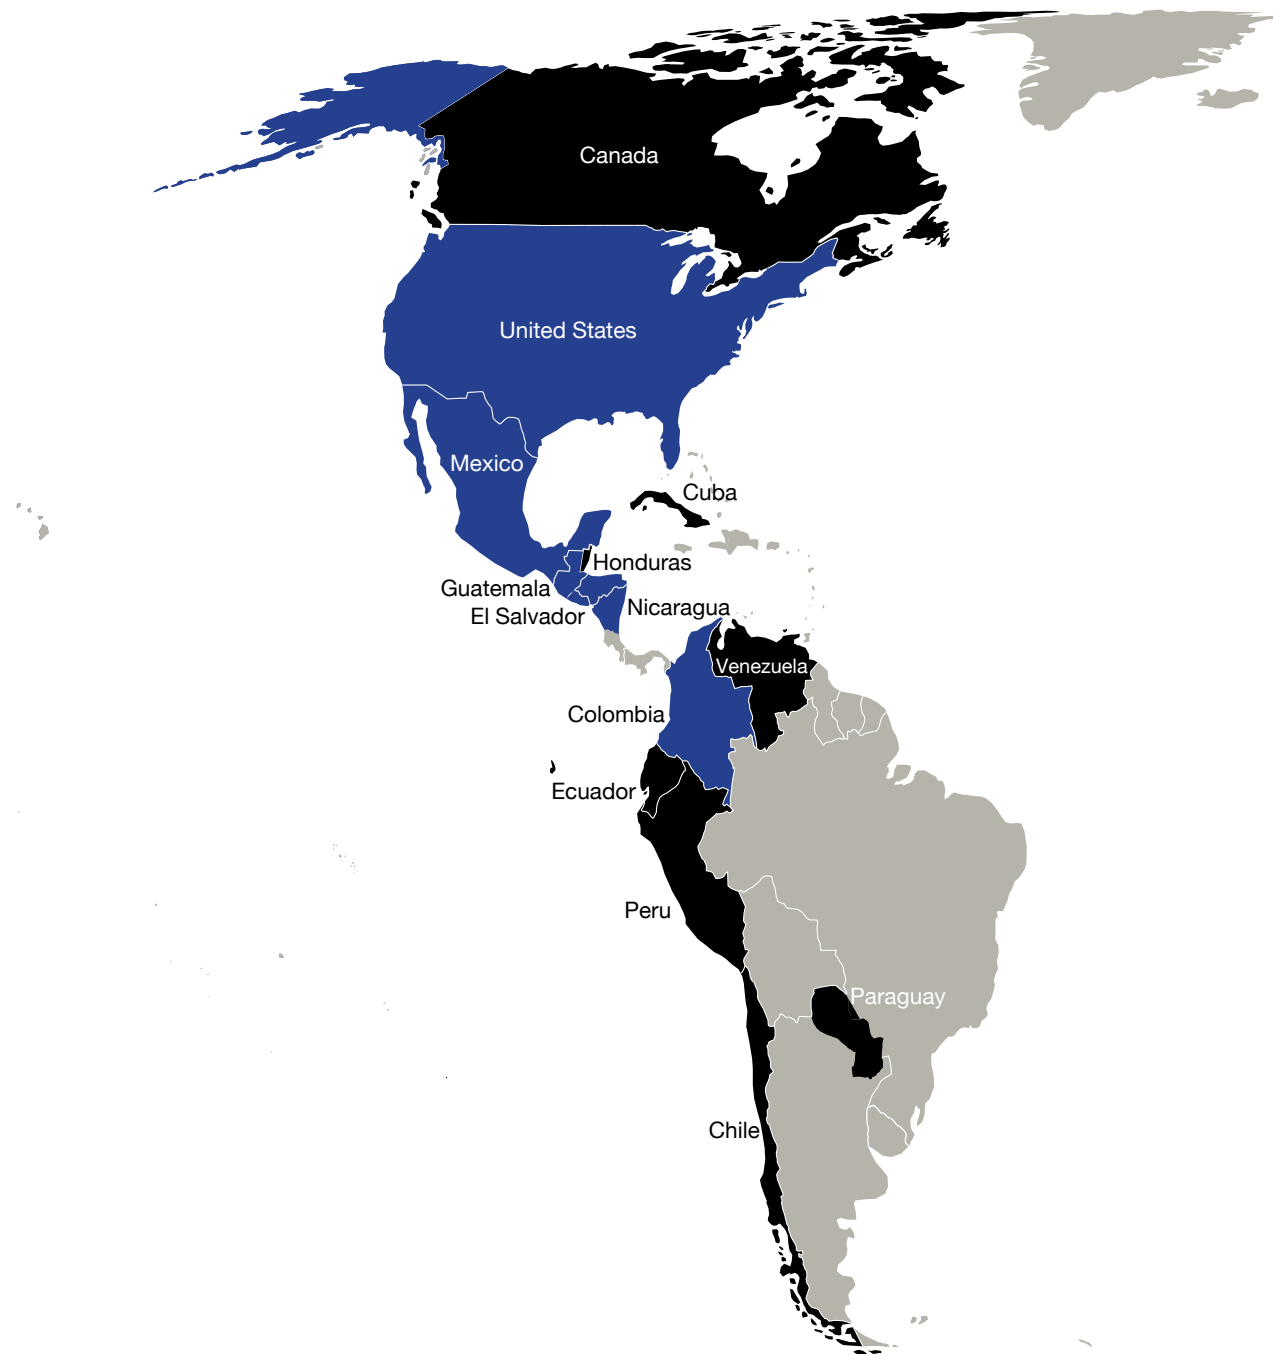 Canada
United States
Mexico
Cuba
Honduras
Guatemala
El Salvador
Nicaragua
Venezuela
Colombia
Ecuador
Peru
Paraguay
Chile